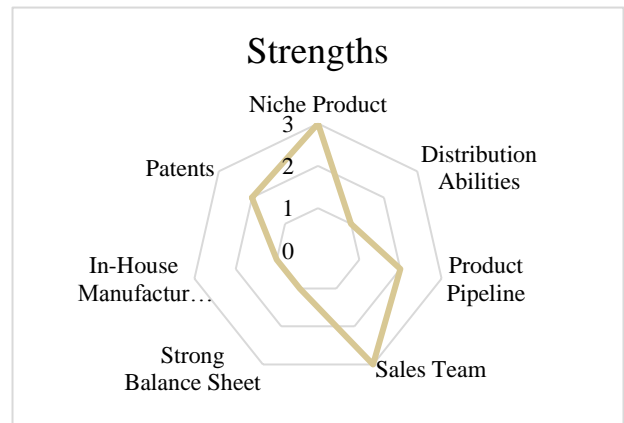 Strengths
Niche Product
Distribution
Abilities
Product
Pipeline
Sales Team
Strong
Balance Sheet
In-House
Manufactur…
Patents
3
2
1
0